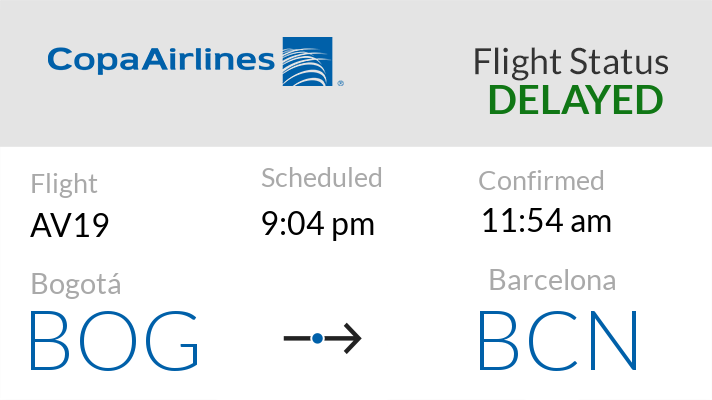 CopaAirlines
®
Flight Status
DELAYED
Flight Scheduled Confirmed
AV19 9:04 pm 11:54 am
Bogotá Barcelona
BOG BCN